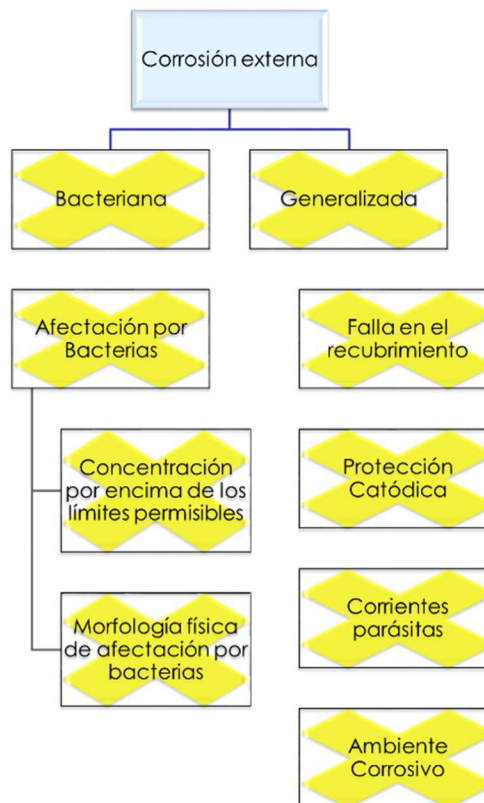 Corrosión externa
Bacteriana
Generalizada
Afectación por
Bacterias
Falla en el
recubrimiento
Concentración
por encima de los
límites permisibles
Protección
Catódica
Morfología física
de afectación por
bacterias
Corrientes
parásitas
Ambiente
Corrosivo